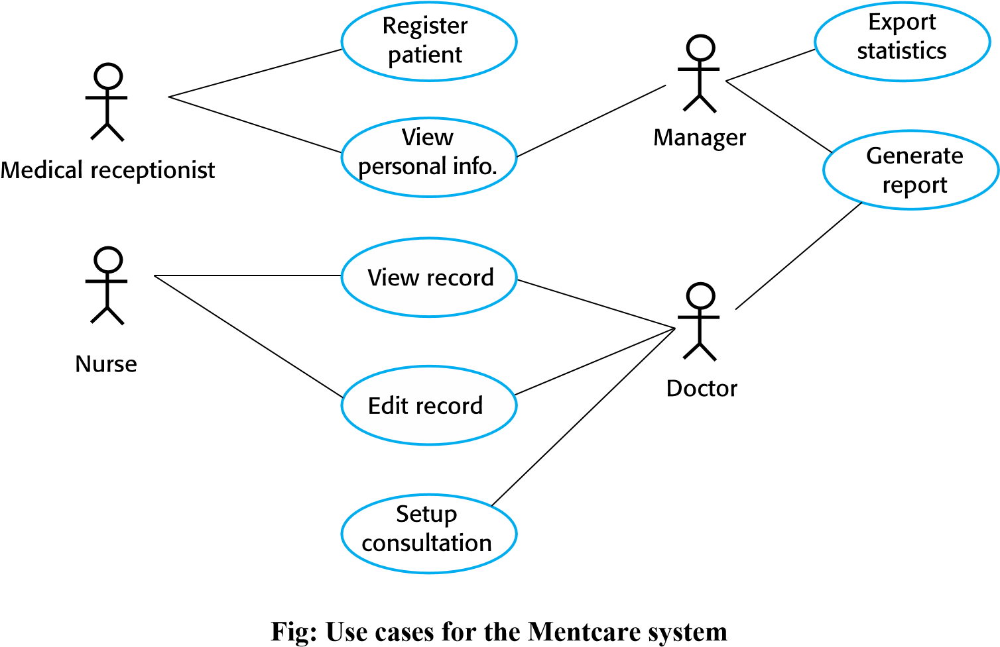 Register
patient
Export
statistics
Medical receptionist
View
personal info.
Manager
Generate
report
Nurse
View record
Edit record
Doctor
Setup
consultation
Fig: Use cases for the Mentcare system